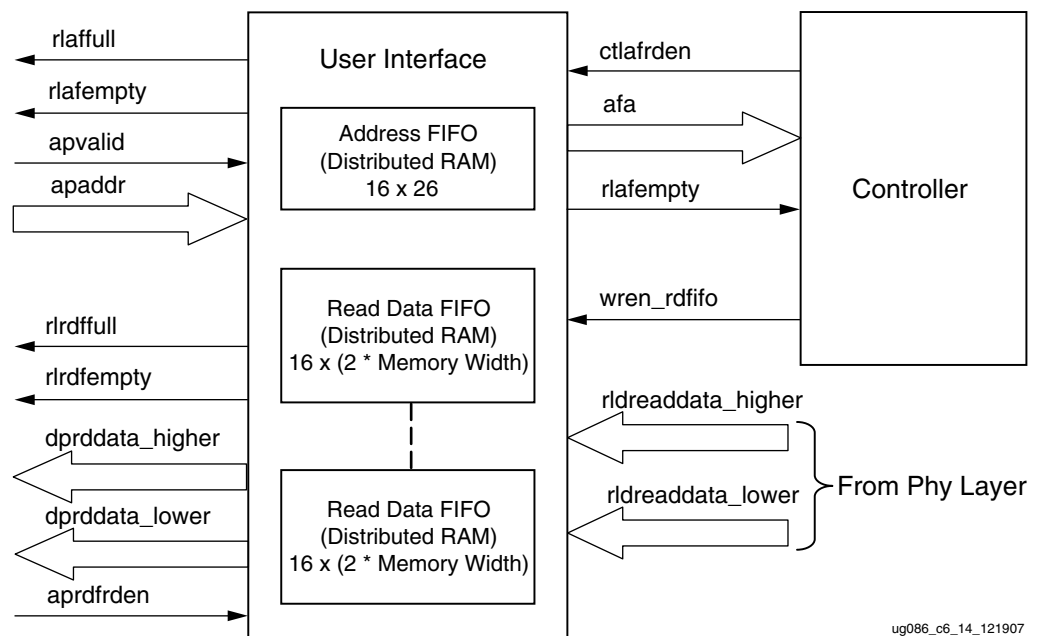 rlaffull
rlafempty
apvalid
apaddr
rlrdffull
rlrdfempty
dprddata_higher
dprddata_lower
aprdfrden
User Interface
Address FIFO
(Distributed RAM)
16 x 26
Read Data FIFO
(Distributed RAM)
16 x (2 * Memory Width)
Read Data FIFO
(Distributed RAM)
16 x (2 * Memory Width)
ctlafrden
afa
rlafempty
wren_rdfifo
rldreaddata_higher
rldreaddata_lower
Controller
From Phy Layer
ug086_c6_14_121907